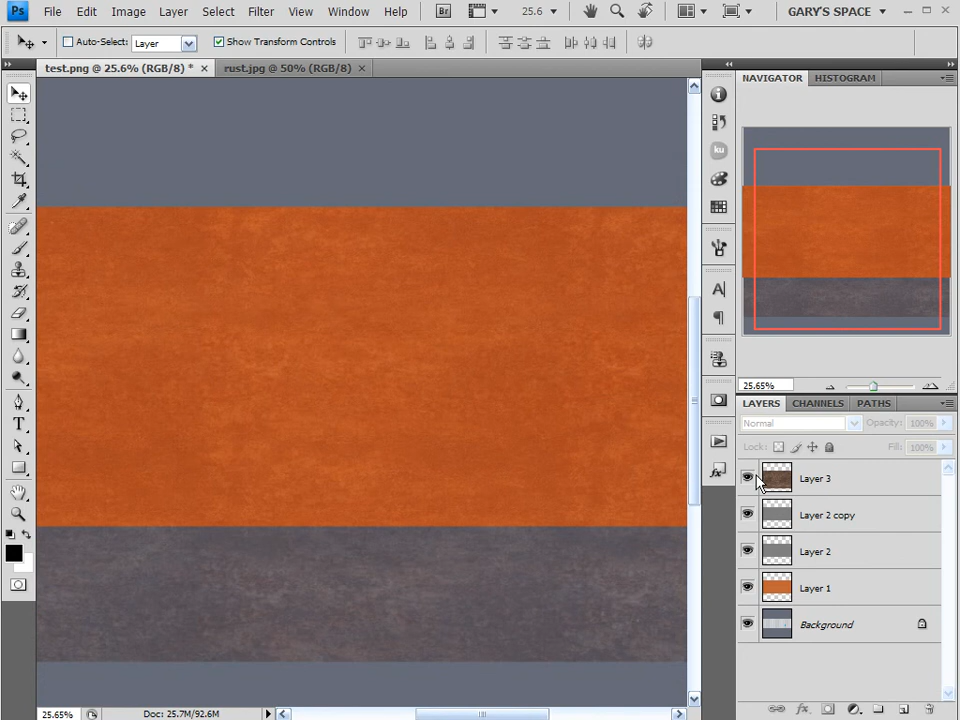 Ps File Edit Image Layer Select Filter View Window Help Br 25.6 GARY'S SPACE
Auto-Select: Layer Show Transform Controls
test.png @ 25.6% (RGB/8) * × rust.jpg @ 50% (RGB/8) ×
NAVIGATOR HISTOGRAM
ku
A
T
25.65%
LAYERS CHANNELS PATHS
Normal Opacity: 100%
Lock: Fill: 100%
Layer 3
Layer 2 copy
Layer 2
Layer 1
Background
fx
25.65% Doc: 25.7M/92.6M
fx